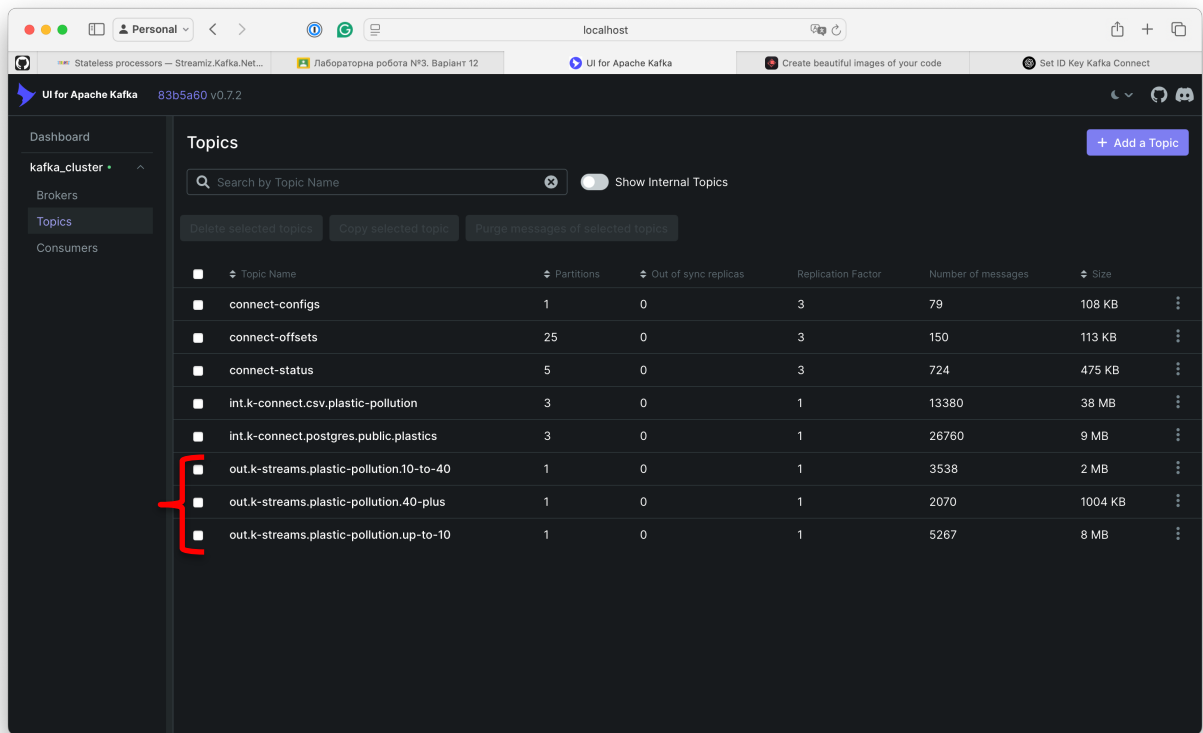 Personal
localhost
Stateless processors — Streamiz.Kafka.Net...
Лабораторна робота №3. Варіант 12
UI for Apache Kafka
Create beautiful images of your code
Set ID Key Kafka Connect
UI for Apache Kafka 83b5a60 v0.7.2
Dashboard
kafka_cluster
Brokers
Topics
Consumers
Topics
+ Add a Topic
Search by Topic Name
Show Internal Topics
Delete selected topics Copy selected topic Purge messages of selected topics
Topic Name Partitions Out of sync replicas Replication Factor Number of messages Size
connect-configs 1 0 3 79 108 KB
connect-offsets 25 0 3 150 113 KB
connect-status 5 0 3 724 475 KB
int.k-connect.csv.plastic-pollution 3 0 1 13380 38 MB
int.k-connect.postgres.public.plastics 3 0 1 26760 9 MB
out.k-streams.plastic-pollution.10-to-40 1 0 1 3538 2 MB
out.k-streams.plastic-pollution.40-plus 1 0 1 2070 1004 KB
out.k-streams.plastic-pollution.up-to-10 1 0 1 5267 8 MB